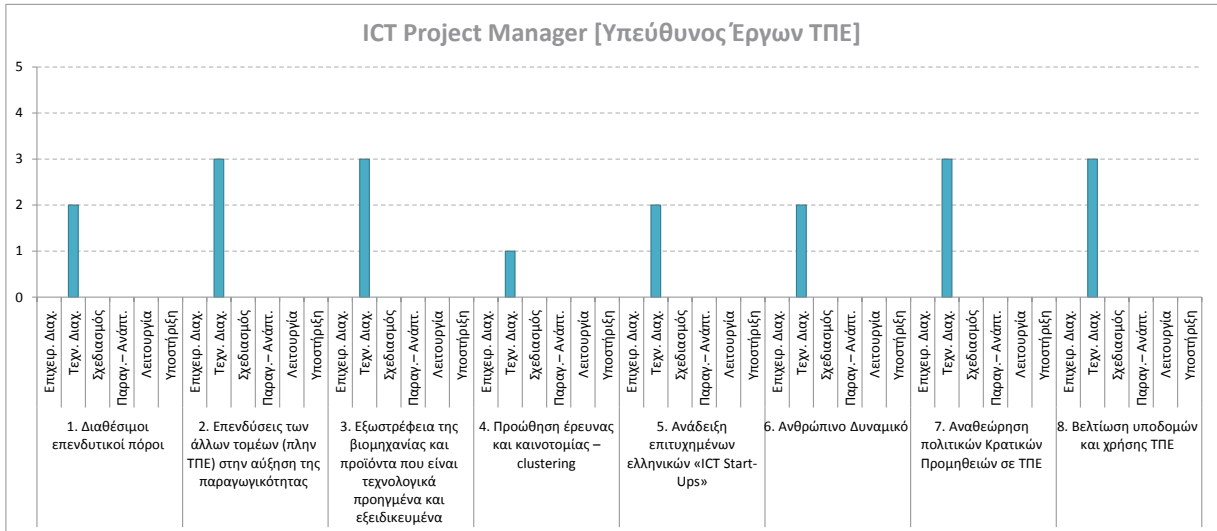 ICT Project Manager [Υπεύθυνος Έργων ΤΠΕ]
5
4
3
2
1
0
Επιχειρ. Διαχ.
Τεχν. Διαχ.
Σχεδιασμός
Παραγ.– Ανάπτ.
Λειτουργία
Υποστήριξη
Επιχειρ. Διαχ.
Τεχν. Διαχ.
Σχεδιασμός
Παραγ.– Ανάπτ.
Λειτουργία
Υποστήριξη
Επιχειρ. Διαχ.
Τεχν. Διαχ.
Σχεδιασμός
Παραγ.– Ανάπτ.
Λειτουργία
Υποστήριξη
Επιχειρ. Διαχ.
Τεχν. Διαχ.
Σχεδιασμός
Παραγ.– Ανάπτ.
Λειτουργία
Υποστήριξη
Επιχειρ. Διαχ.
Τεχν. Διαχ.
Σχεδιασμός
Παραγ.– Ανάπτ.
Λειτουργία
Υποστήριξη
Επιχειρ. Διαχ.
Τεχν. Διαχ.
Σχεδιασμός
Παραγ.– Ανάπτ.
Λειτουργία
Υποστήριξη
Επιχειρ. Διαχ.
Τεχν. Διαχ.
Σχεδιασμός
Παραγ.– Ανάπτ.
Λειτουργία
Υποστήριξη
Επιχειρ. Διαχ.
Τεχν. Διαχ.
Σχεδιασμός
Παραγ.– Ανάπτ.
Λειτουργία
Υποστήριξη
1. Διαθέσιμοι
επενδυτικοί πόροι
2. Επενδύσεις των
άλλων τομέων (πλην
ΤΠΕ) στην αύξηση της
παραγωγικότητας
3. Εξωστρέφεια της
βιομηχανίας και
προϊόντα που είναι
τεχνολογικά
προηγμένα και
εξειδικευμένα
4. Προώθηση έρευνας
και καινοτομίας –
clustering
5. Ανάδειξη
επιτυχημένων
ελληνικών «ICT Start-
Ups»
6. Ανθρώπινο Δυναμικό
7. Αναθεώρηση
πολιτικών Κρατικών
Προμηθειών σε ΤΠΕ
8. Βελτίωση υποδομών
και χρήσης ΤΠΕ